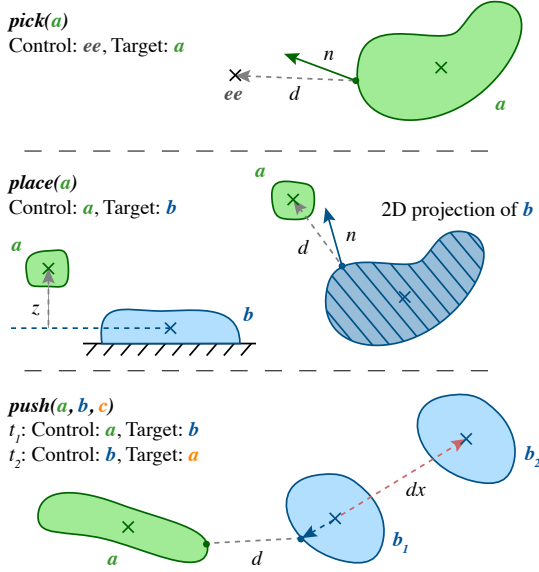 pick(a)
Control: ee, Target: a
n
ee
d
a
place(a)
Control: a, Target: b
a
2D projection of b
a
n
d
z
b
push(a, b, c)
t1: Control: a, Target: b
t2: Control: b, Target: a
b2
dx
a
d
b1